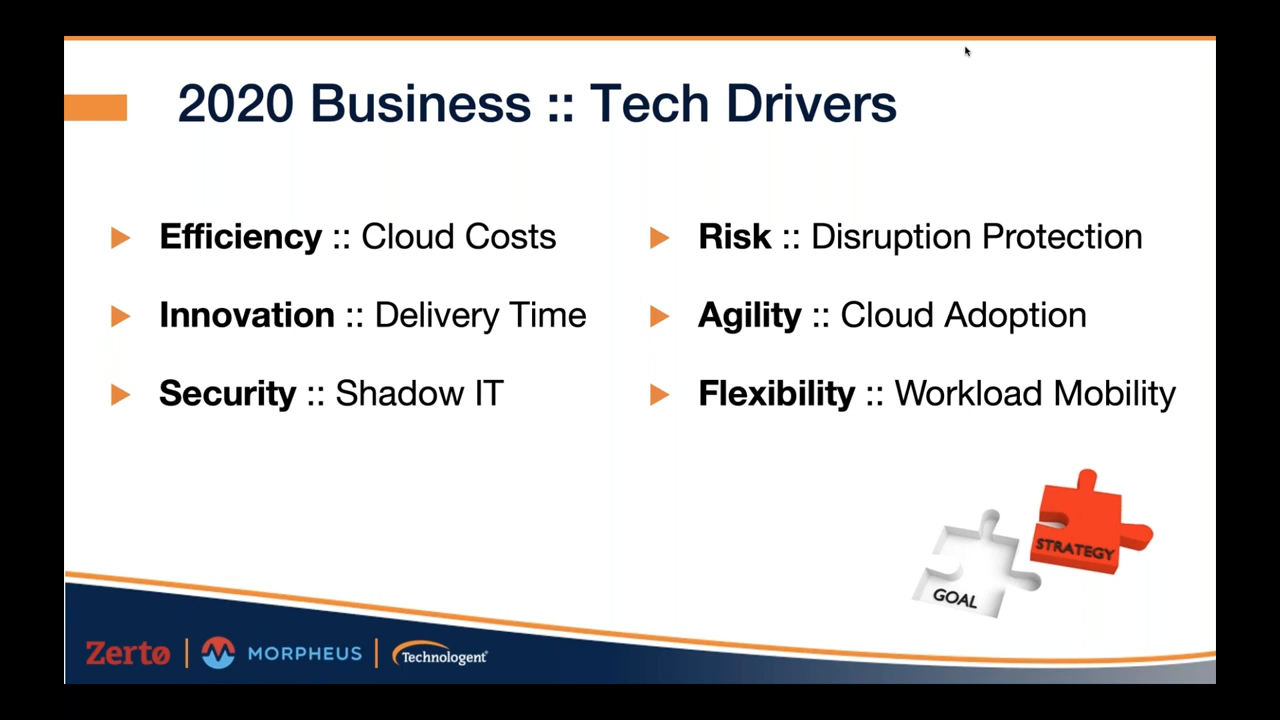 2020 Business :: Tech Drivers
Efficiency :: Cloud Costs
Innovation :: Delivery Time
Security :: Shadow IT
Risk :: Disruption Protection
Agility :: Cloud Adoption
Flexibility :: Workload Mobility
STRATEGY
GOAL
Zertø | MORPHEUS | Technologent